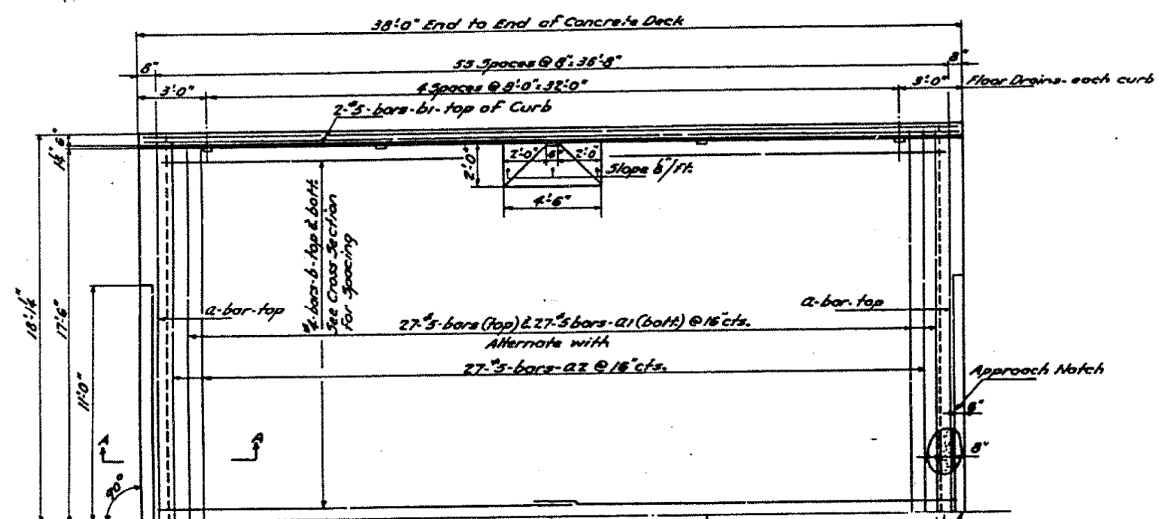 38'-0" End to End of Concrete Deck
8" 55 Spaces @ 8"=36'-8" 8"
3'-0" 4 Spaces @ 8'-0"=32'-0" 3'-0" Floor Drains-each curb
2-#5-bars-b1-top of Curb
2'-0" 2'-0" 6" 2'-0"
Slope
4'-6"
#4-bars-b-top & bott.
See Cross Section
For Spacing
18'-1¼"
17'-6"
11'-0"
a-bar-top
a-bar-top
27-#5-bars (top) & 27-#5 bars-a1 (bott) @ 16"cts.
Alternate with
27-#5-bars-a2 @ 16"cts.
Approach Notch
6"
8"
A A
90°